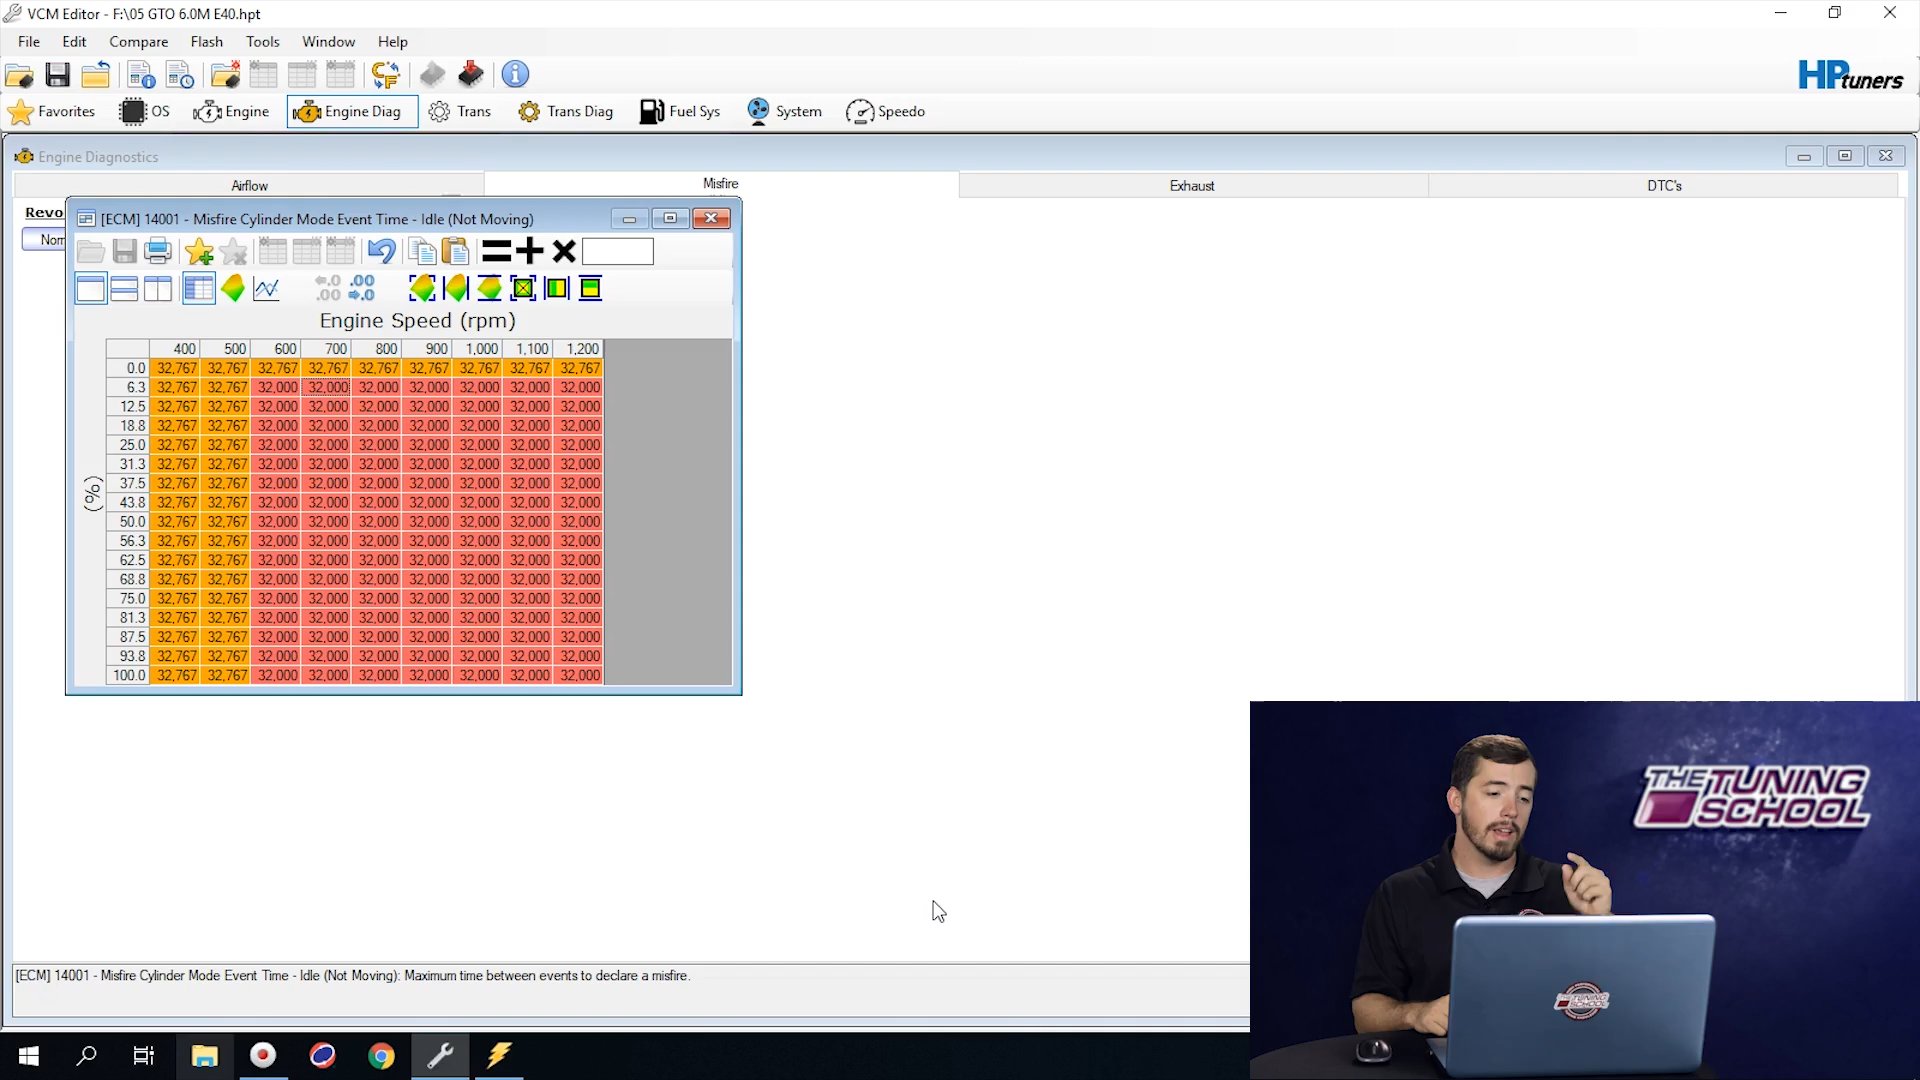 VCM Editor - F:\05 GTO 6.0M E40.hpt
File Edit Compare Flash Tools Window Help
HPtuners
Favorites OS Engine Engine Diag Trans Trans Diag Fuel Sys System Speedo
Engine Diagnostics
Airflow Misfire Exhaust DTC's
Revo
Norm
[ECM] 14001 - Misfire Cylinder Mode Event Time - Idle (Not Moving)
Engine Speed (rpm)
400 500 600 700 800 900 1,000 1,100 1,200
0.0 32,767 32,767 32,767 32,767 32,767 32,767 32,767 32,767 32,767
6.3 32,767 32,767 32,000 32,000 32,000 32,000 32,000 32,000 32,000
12.5 32,767 32,767 32,000 32,000 32,000 32,000 32,000 32,000 32,000
18.8 32,767 32,767 32,000 32,000 32,000 32,000 32,000 32,000 32,000
25.0 32,767 32,767 32,000 32,000 32,000 32,000 32,000 32,000 32,000
31.3 32,767 32,767 32,000 32,000 32,000 32,000 32,000 32,000 32,000
37.5 32,767 32,767 32,000 32,000 32,000 32,000 32,000 32,000 32,000
43.8 32,767 32,767 32,000 32,000 32,000 32,000 32,000 32,000 32,000
50.0 32,767 32,767 32,000 32,000 32,000 32,000 32,000 32,000 32,000
56.3 32,767 32,767 32,000 32,000 32,000 32,000 32,000 32,000 32,000
62.5 32,767 32,767 32,000 32,000 32,000 32,000 32,000 32,000 32,000
68.8 32,767 32,767 32,000 32,000 32,000 32,000 32,000 32,000 32,000
75.0 32,767 32,767 32,000 32,000 32,000 32,000 32,000 32,000 32,000
81.3 32,767 32,767 32,000 32,000 32,000 32,000 32,000 32,000 32,000
87.5 32,767 32,767 32,000 32,000 32,000 32,000 32,000 32,000 32,000
93.8 32,767 32,767 32,000 32,000 32,000 32,000 32,000 32,000 32,000
100.0 32,767 32,767 32,000 32,000 32,000 32,000 32,000 32,000 32,000
(%)
THE TUNING
SCHOOL
THE TUNING
SCHOOL
[ECM] 14001 - Misfire Cylinder Mode Event Time - Idle (Not Moving): Maximum time between events to declare a misfire.